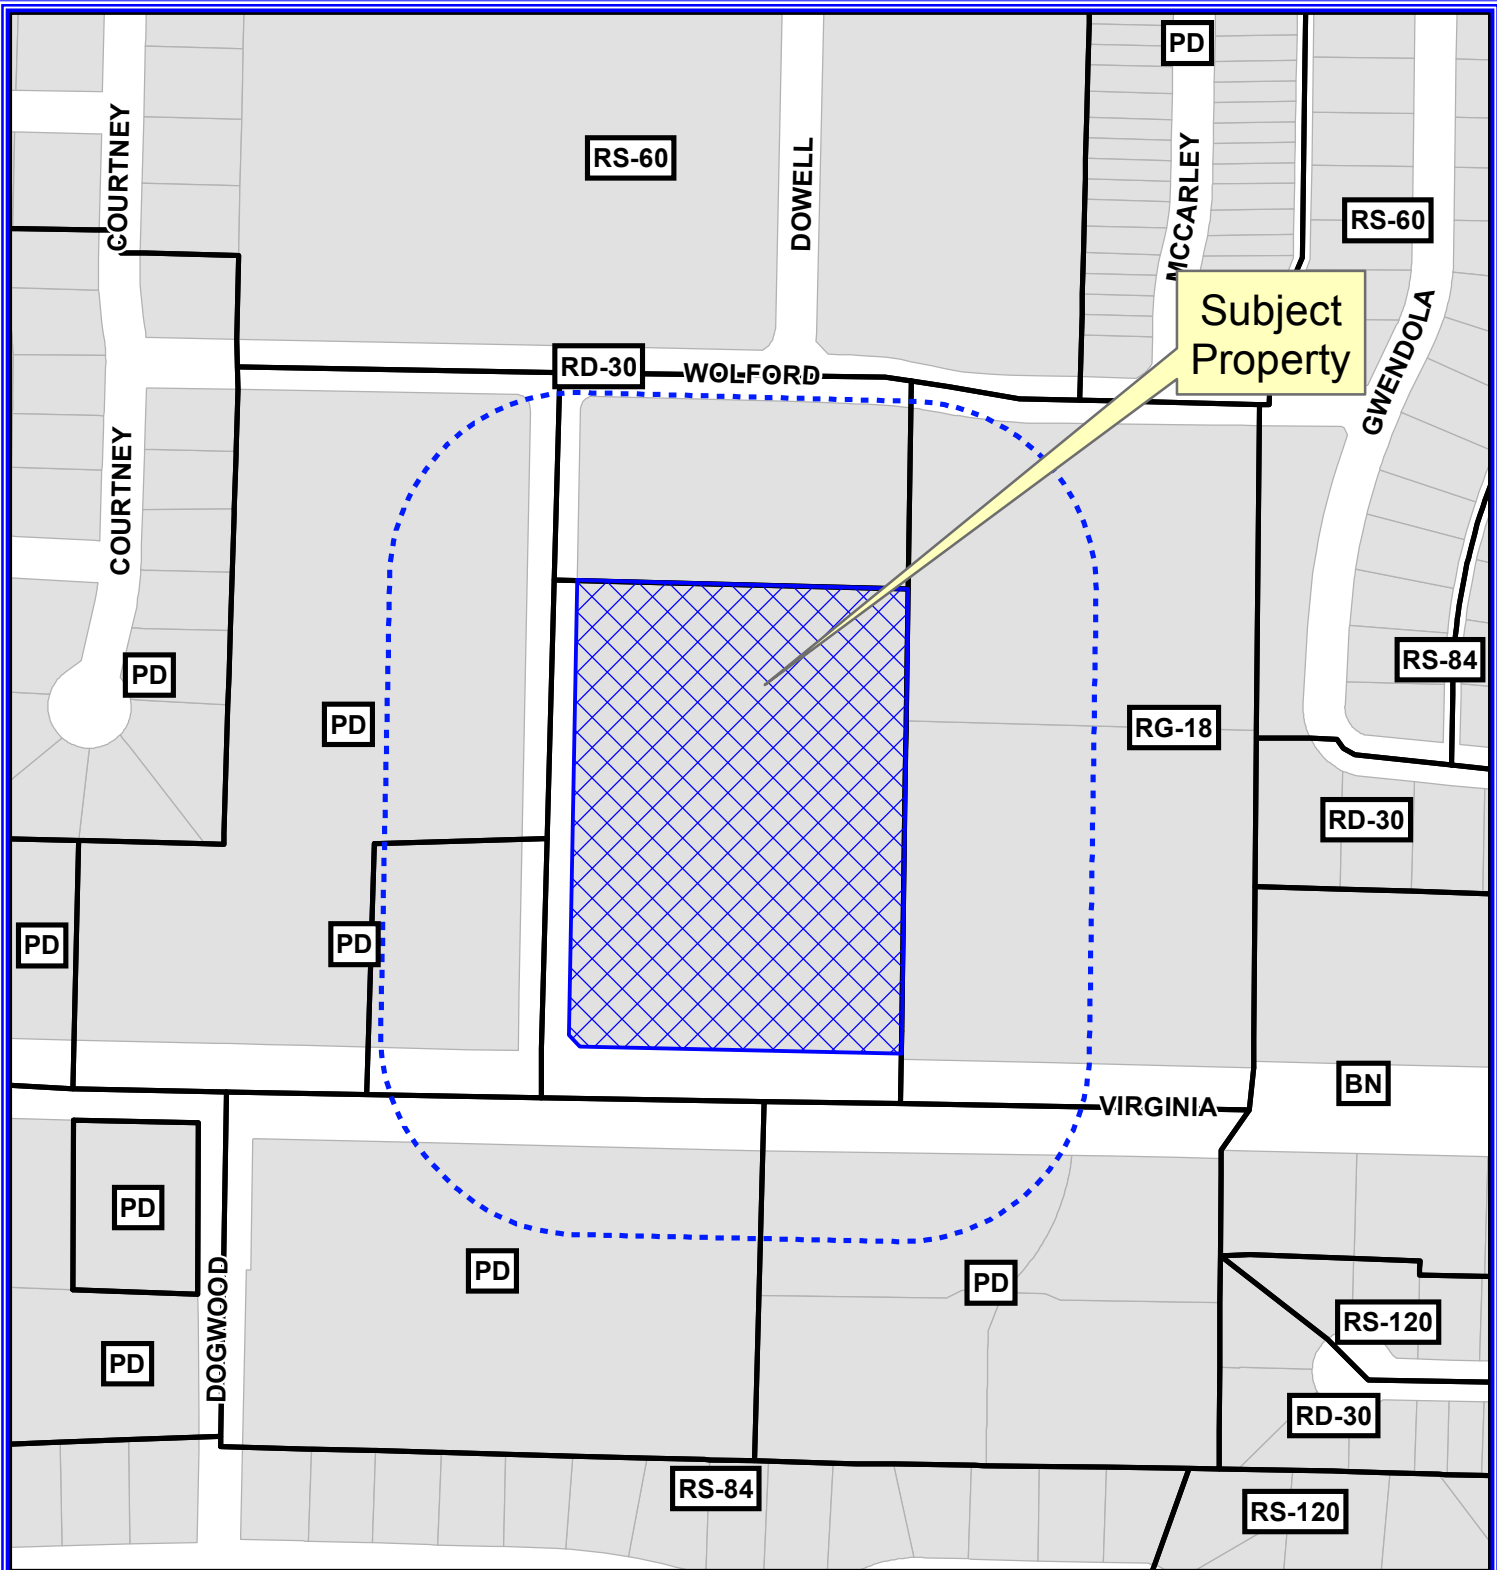 PD
COURTNEY
DOWELL
MCCARLEY
RS-60
RS-60
Subject
Property
GWENDOLA
RD-30
WOLFORD
COURTNEY
RS-84
PD
PD
RG-18
RD-30
PD
PD
BN
VIRGINIA
PD
PD
PD
DOGWOOD
RS-120
PD
RD-30
RS-84
RS-120